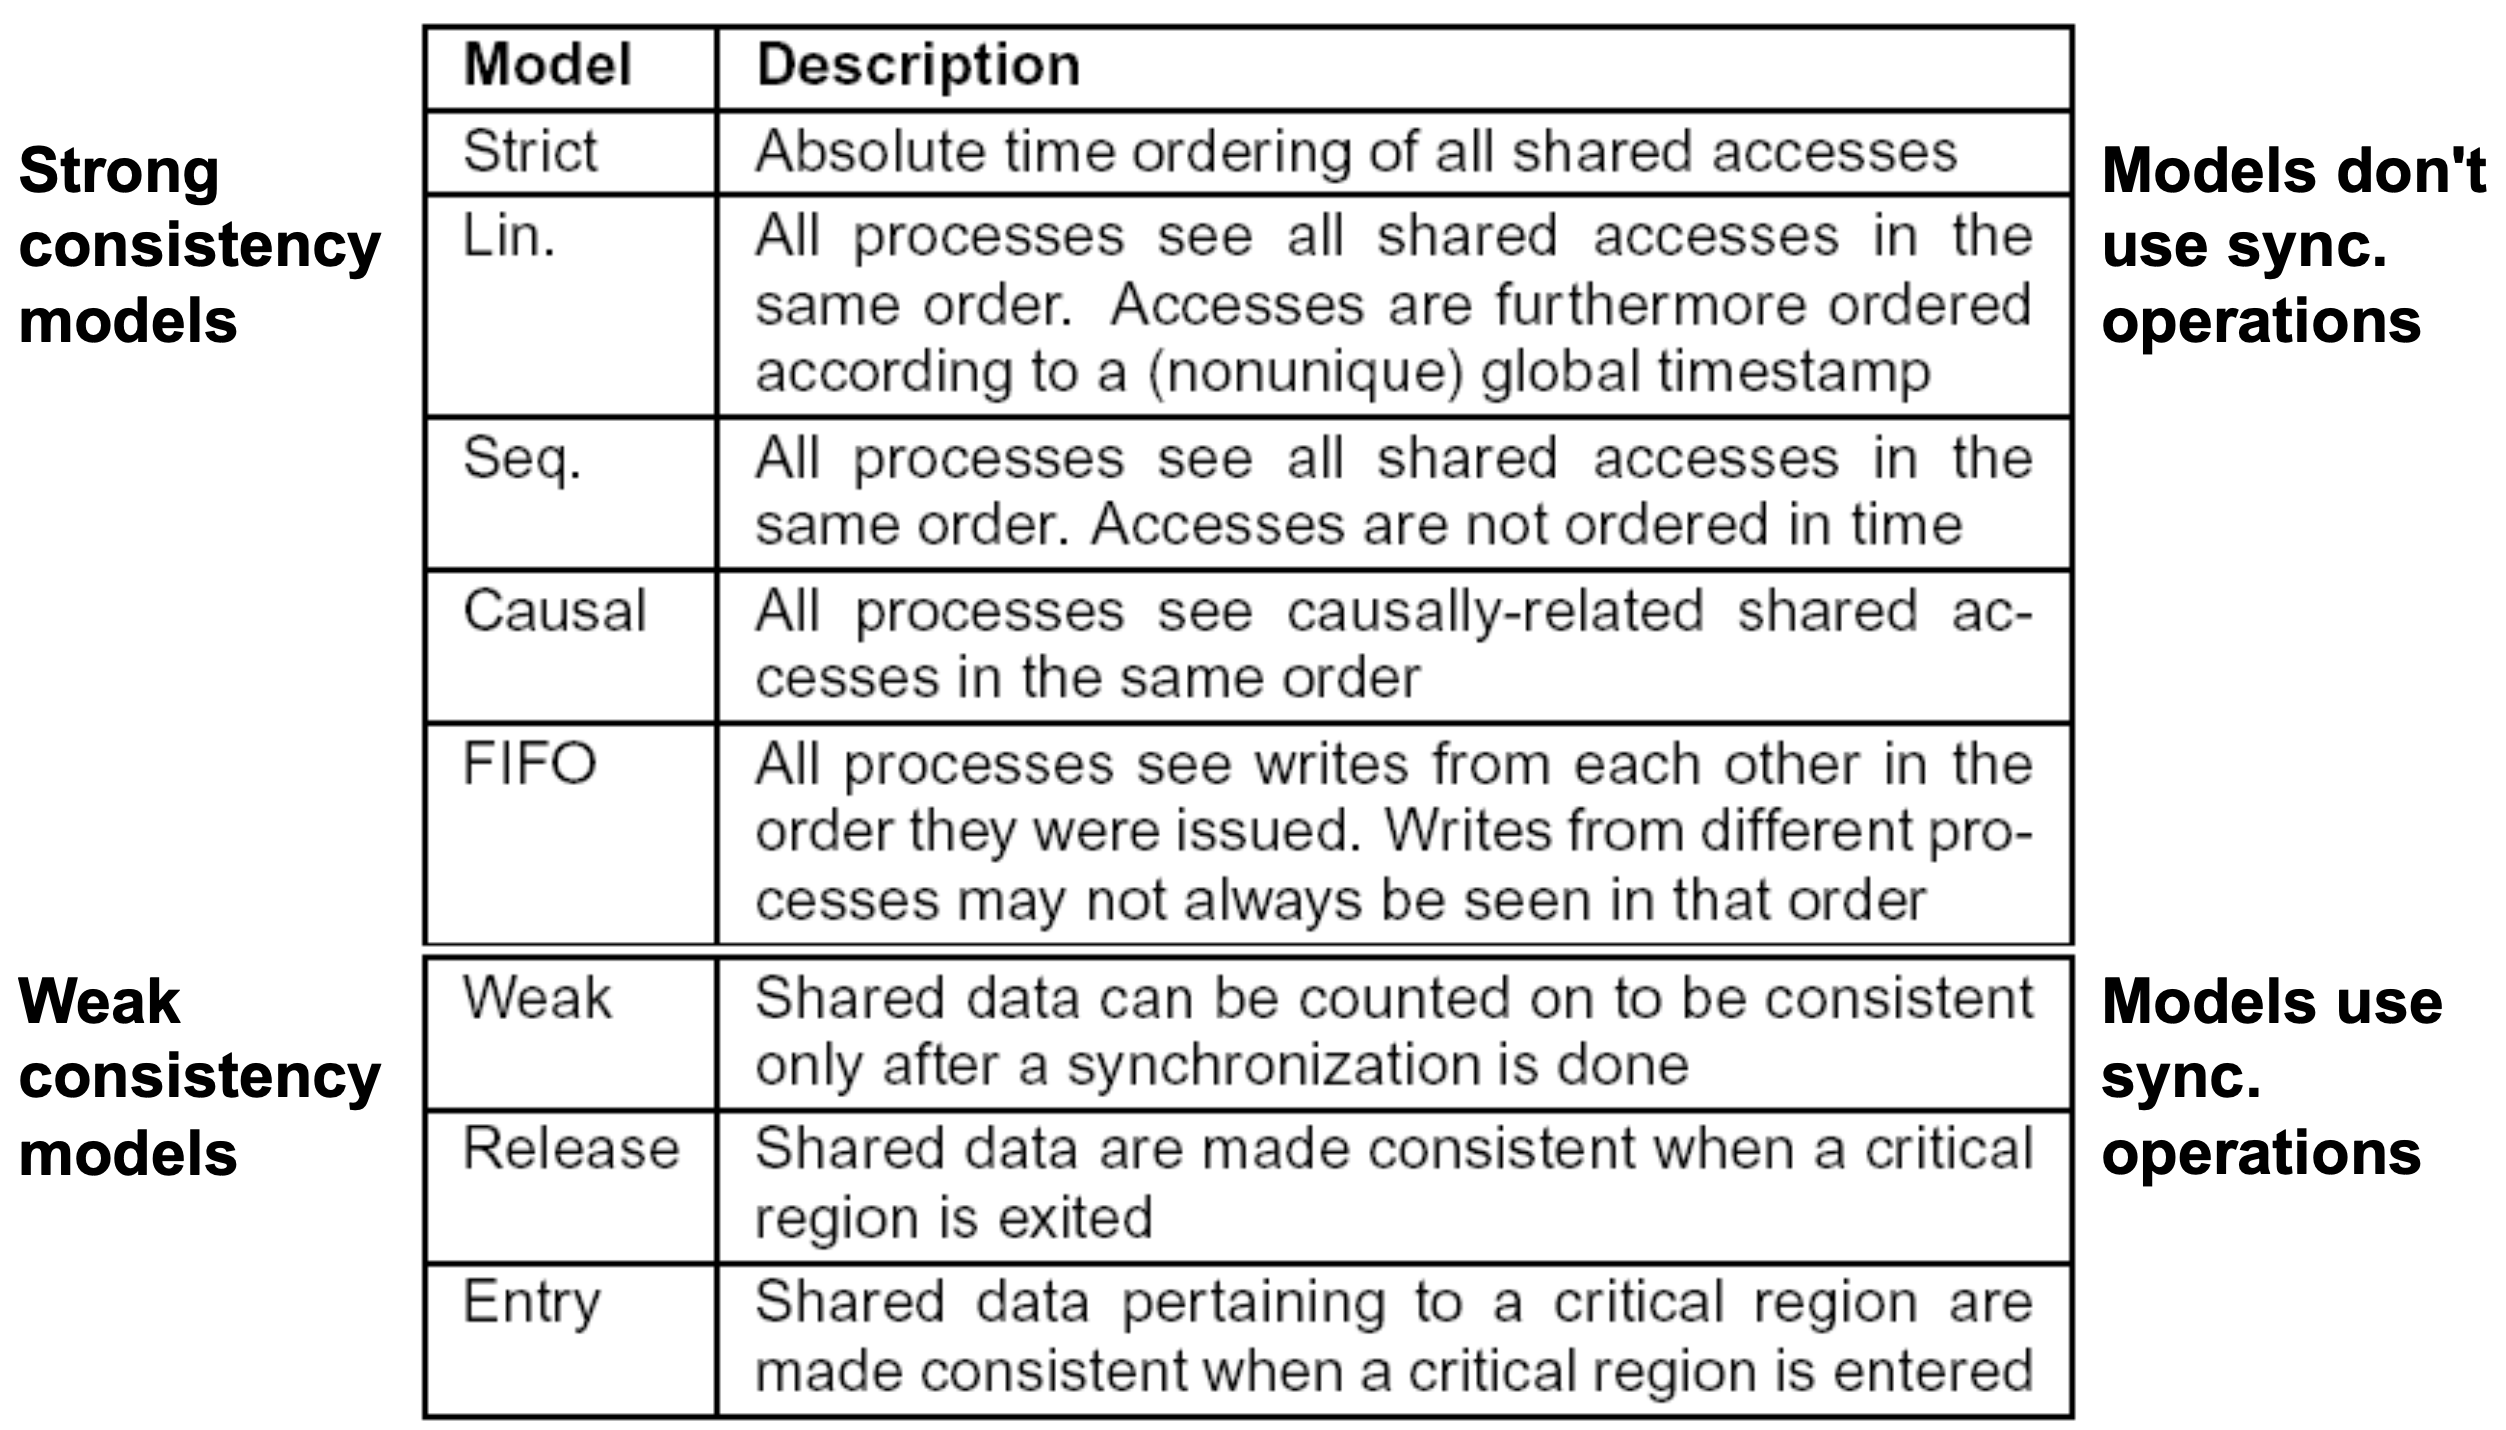 Model Description
Strict Absolute time ordering of all shared accesses
Strong
consistency
models
Models don't
use sync.
operations
Lin. All processes see all shared accesses in the
same order. Accesses are furthermore ordered
according to a (nonunique) global timestamp
Seq. All processes see all shared accesses in the
same order. Accesses are not ordered in time
Causal All processes see causally-related shared ac-
cesses in the same order
FIFO All processes see writes from each other in the
order they were issued. Writes from different pro-
cesses may not always be seen in that order
Weak
consistency
models
Weak Shared data can be counted on to be consistent
only after a synchronization is done
Release Shared data are made consistent when a critical
region is exited
Entry Shared data pertaining to a critical region are
made consistent when a critical region is entered
Models use
sync.
operations